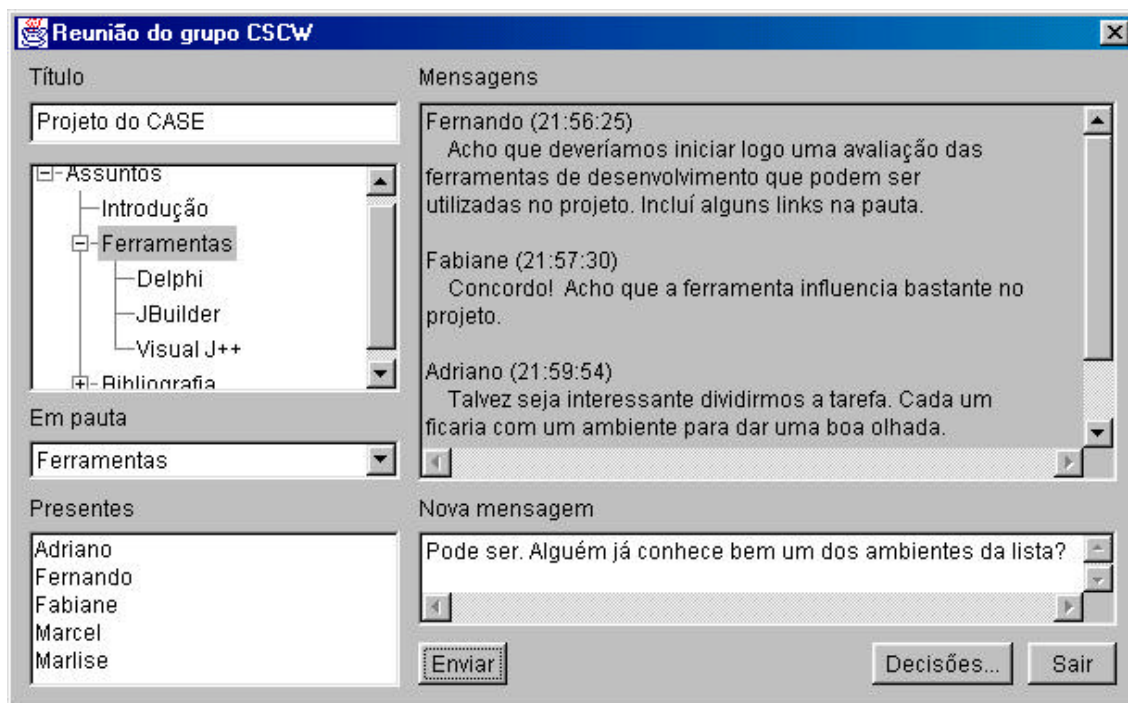 Reunião do grupo CSCW
Título
Projeto do CASE
Assuntos
Introdução
Ferramentas
Delphi
JBuilder
Visual J++
Bibliografia
Em pauta
Ferramentas
Presentes
Adriano
Fernando
Fabiane
Marcel
Marlise
Mensagens
Fernando (21:56:25)
Acho que deveríamos iniciar logo uma avaliação das
ferramentas de desenvolvimento que podem ser
utilizadas no projeto. Incluí alguns links na pauta.
Fabiane (21:57:30)
Concordo! Acho que a ferramenta influencia bastante no
projeto.
Adriano (21:59:54)
Talvez seja interessante dividirmos a tarefa. Cada um
ficaria com um ambiente para dar uma boa olhada.
Nova mensagem
Pode ser. Alguém já conhece bem um dos ambientes da lista?
Enviar
Decisões...
Sair